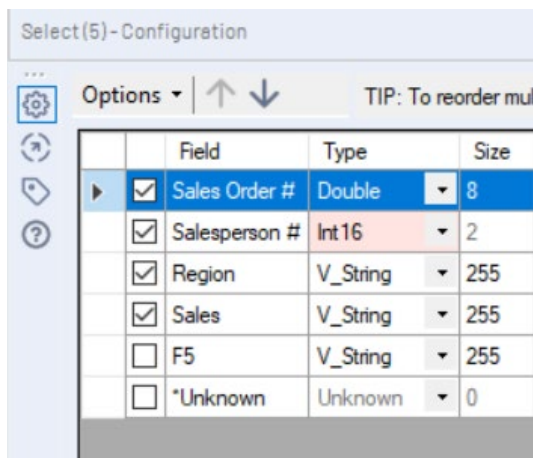 Select (5) - Configuration
Options TIP: To reorder mul
Field Type Size
Sales Order # Double 8
Salesperson # Int16 2
Region V_String 255
Sales V_String 255
F5 V_String 255
*Unknown Unknown 0